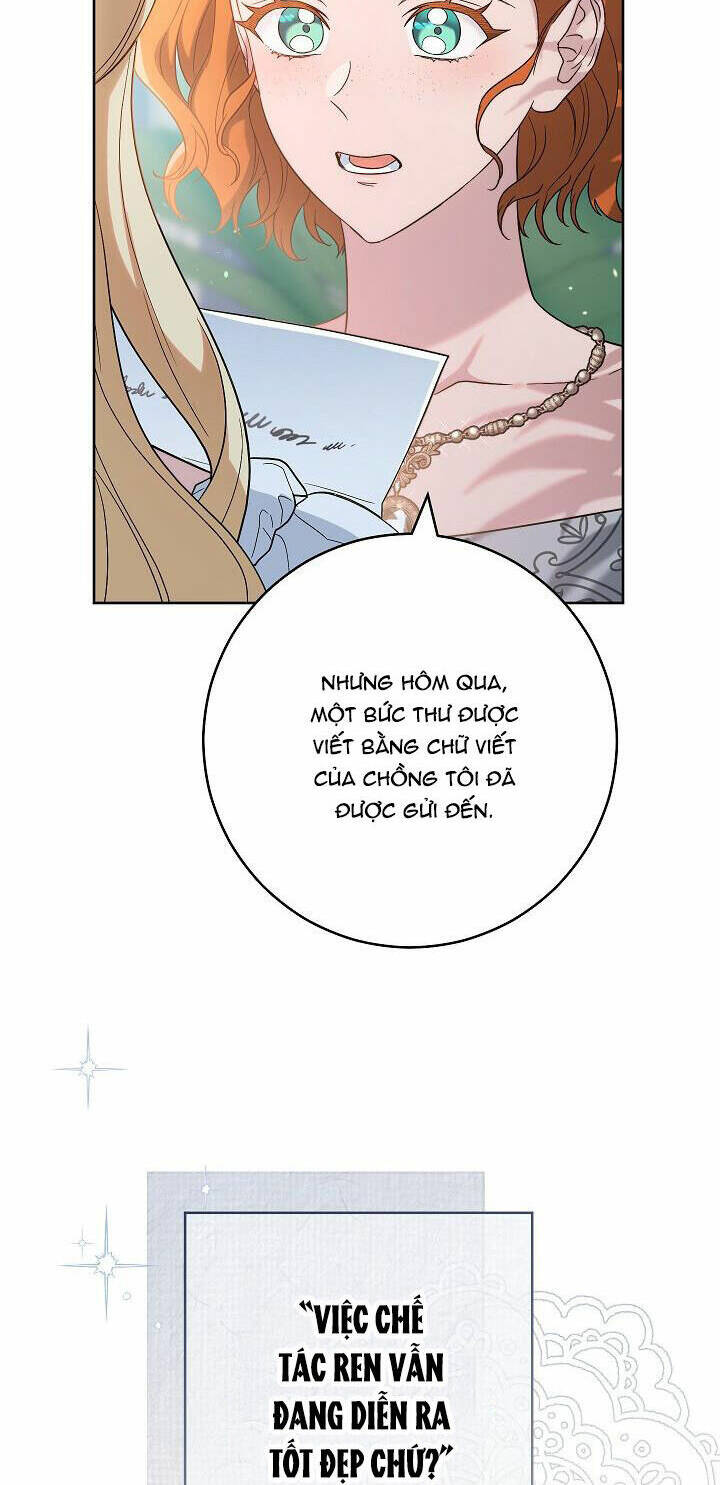 NHƯNG HÔM QUA,
MỘT BỨC THƯ ĐƯỢC
VIẾT BẰNG CHỮ VIẾT
CỦA CHỒNG TÔI ĐÃ
ĐƯỢC GỬI ĐẾN.
“VIỆC CHẾ
TÁC REN VẪN
ĐANG DIỄN RA
TỐT ĐẸP CHỨ?”